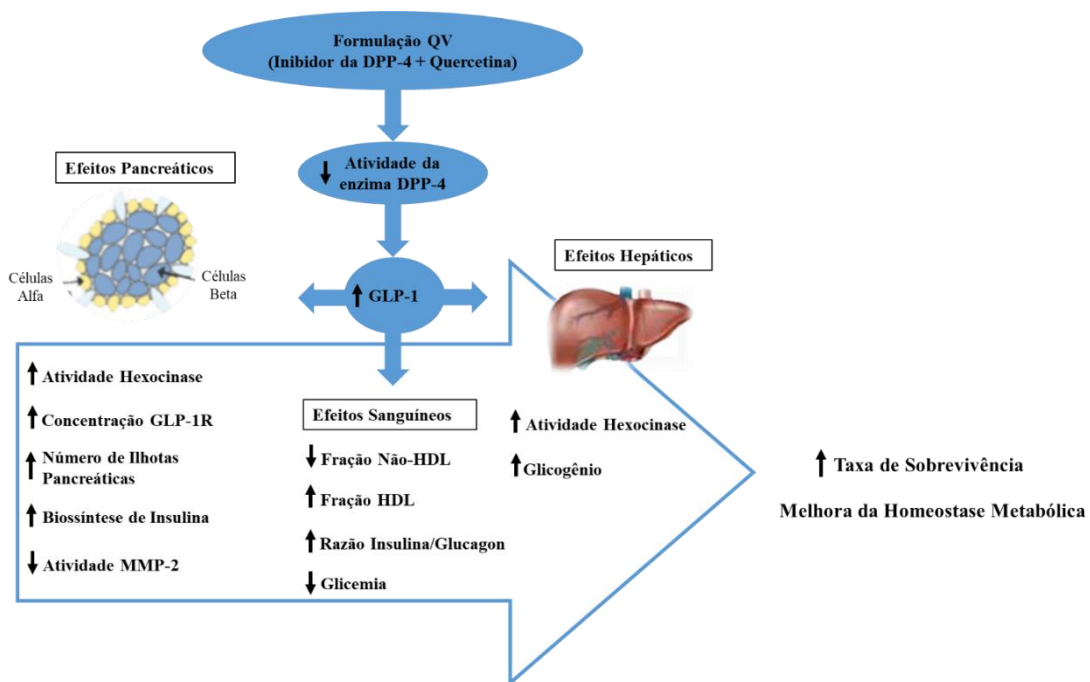 Formulação QV
(Inibidor da DPP-4 + Quercetina)
↓ Atividade da
enzima DPP-4
Efeitos Pancreáticos
Células
Alfa
Células
Beta
↑ GLP-1
Efeitos Hepáticos
↑ Atividade Hexocinase
↑ Concentração GLP-1R
↑ Número de Ilhotas
Pancreáticas
↑ Biossíntese de Insulina
↓ Atividade MMP-2
Efeitos Sanguíneos
↓ Fração Não-HDL
↑ Fração HDL
↑ Razão Insulina/Glucagon
↓ Glicemia
↑ Atividade Hexocinase
↑ Glicogênio
↑ Taxa de Sobrevivência
Melhora da Homeostase Metabólica